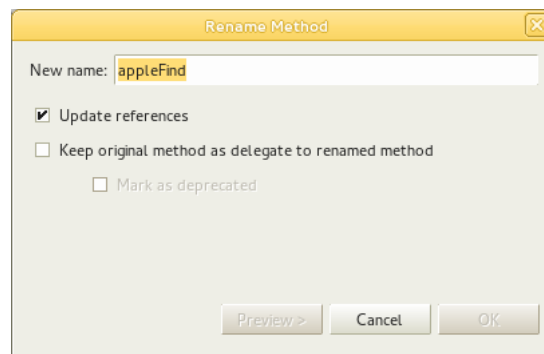 Rename Method
New name: appleFind
Update references
Keep original method as delegate to renamed method
Mark as deprecated
Preview > Cancel OK